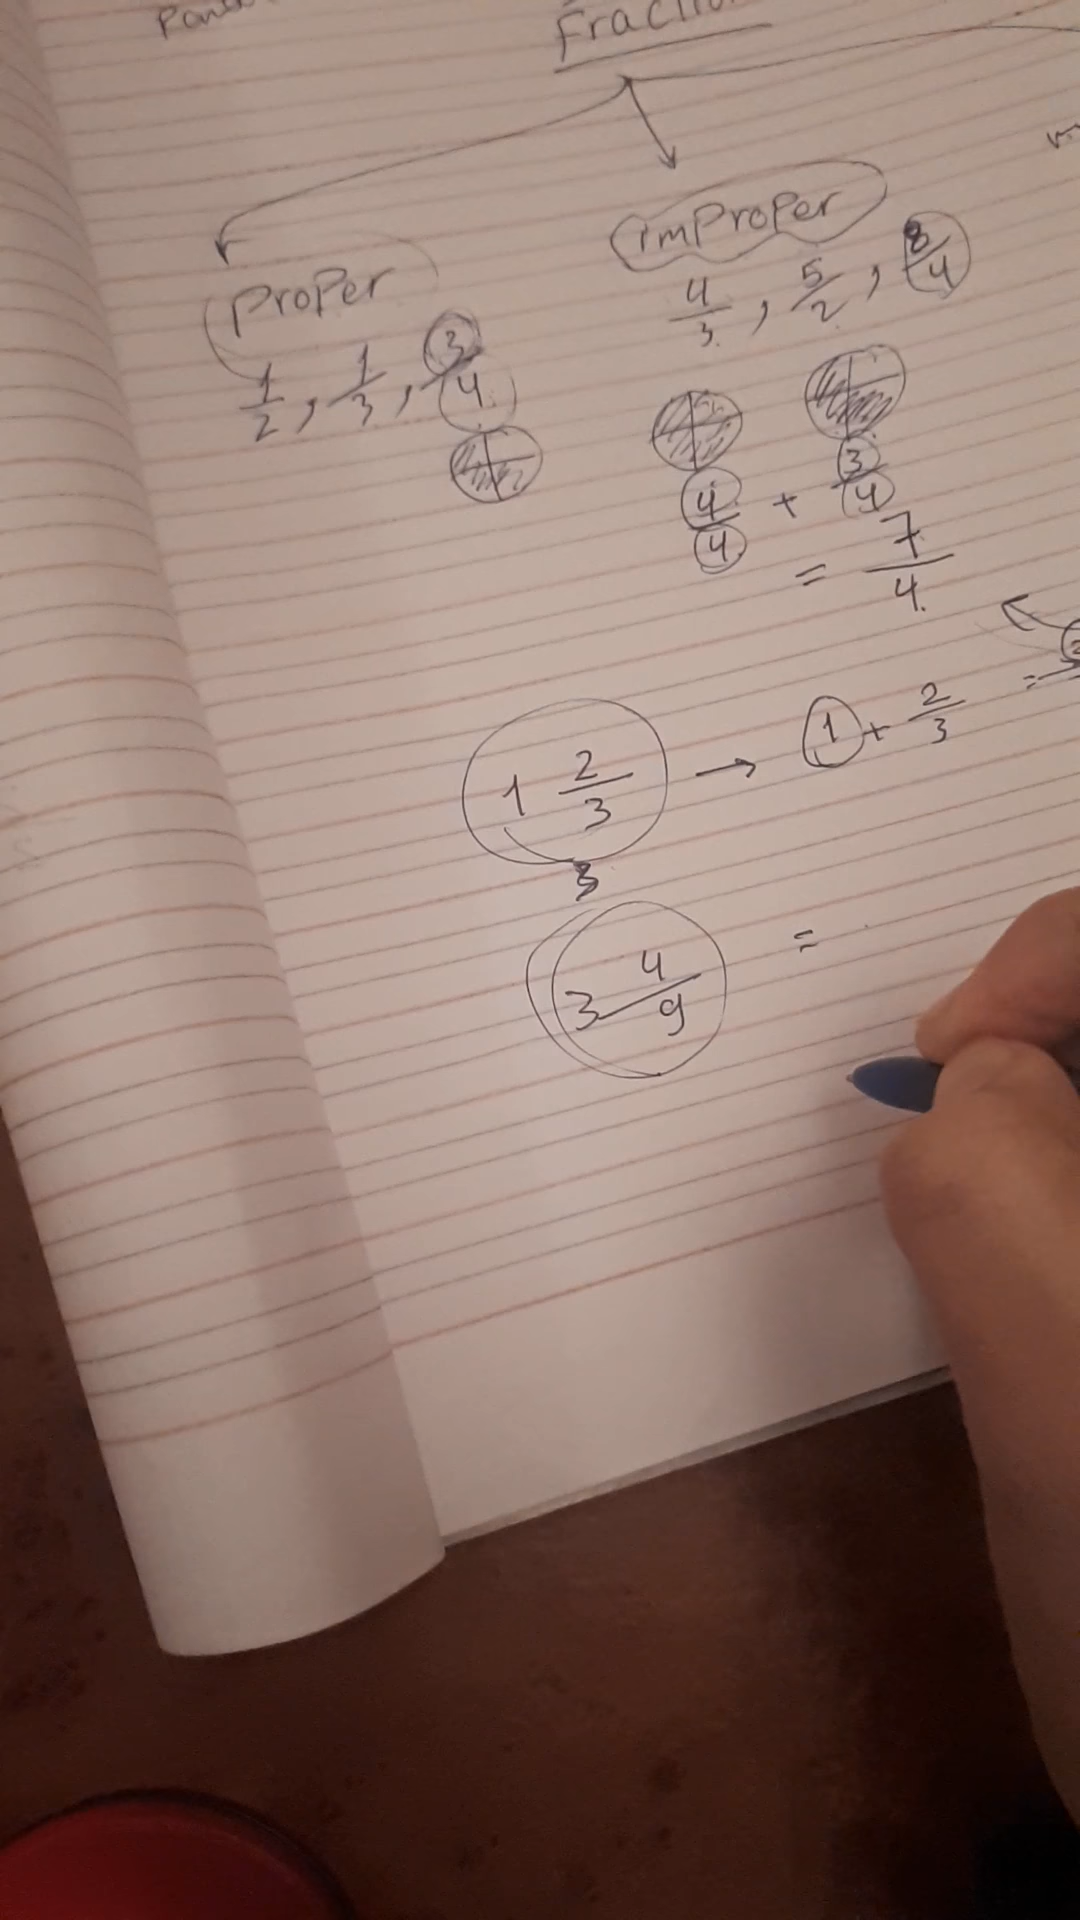 Fractio
improper
proper
4/3, 5/2, 8/4
1/2, 1/3, 3/4
4/4 + 3/4
= 7/4
1 2/3 → 1 + 2/3 =
3
3 4/9 =